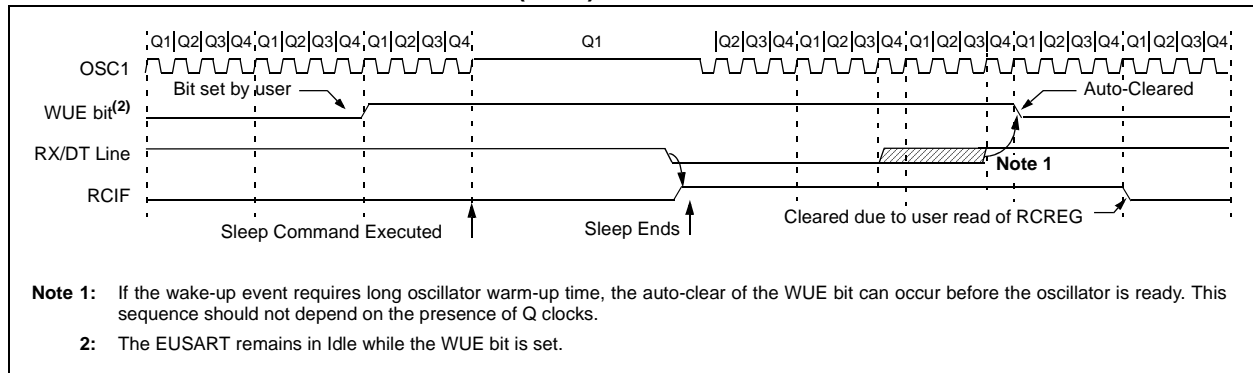 Q1 Q2 Q3 Q4 Q1 Q2 Q3 Q4 Q1 Q2 Q3 Q4 Q1 Q2 Q3 Q4 Q1 Q2 Q3 Q4 Q1 Q2 Q3 Q4 Q1 Q2 Q3 Q4 Q1 Q2 Q3 Q4
OSC1
Bit set by user
Auto-Cleared
WUE bit(2)
RX/DT Line
Note 1
RCIF
Cleared due to user read of RCREG
Sleep Command Executed
Sleep Ends
Note 1: If the wake-up event requires long oscillator warm-up time, the auto-clear of the WUE bit can occur before the oscillator is ready. This
sequence should not depend on the presence of Q clocks.
2: The EUSART remains in Idle while the WUE bit is set.